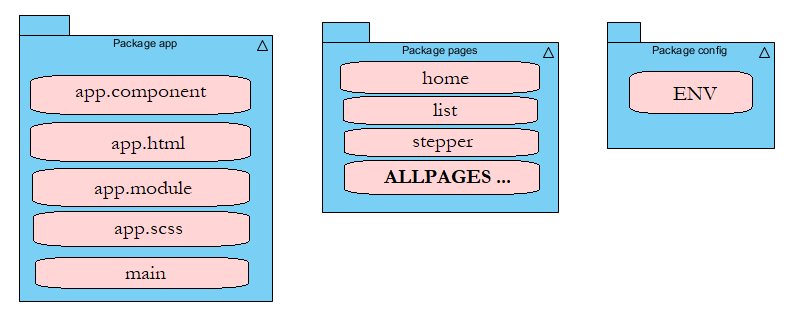 Package app
app.component
app.html
app.module
app.scss
main
Package pages
home
list
stepper
ALLPAGES ...
Package config
ENV